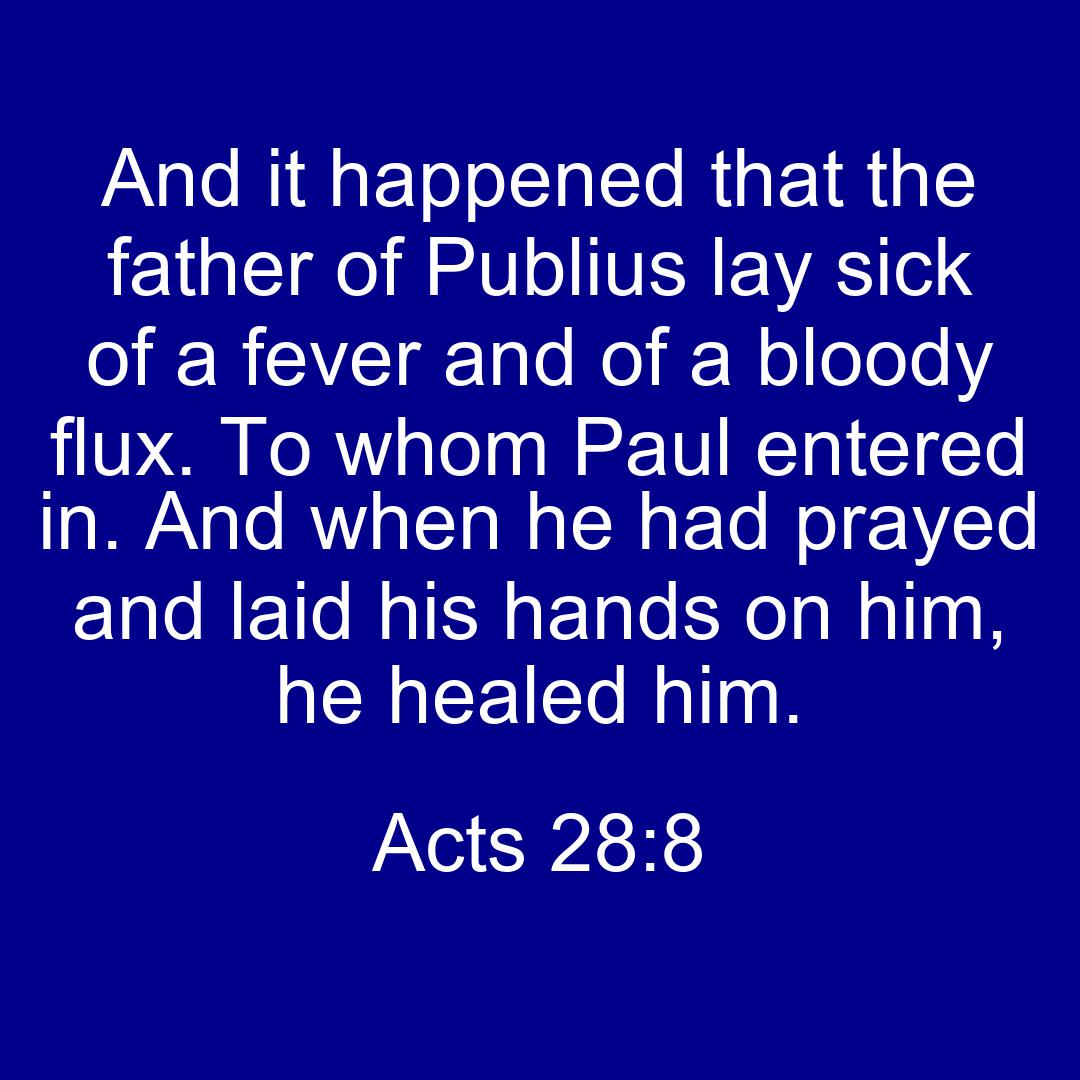 And it happened that the
father of Publius lay sick
of a fever and of a bloody
flux. To whom Paul entered
in. And when he had prayed
and laid his hands on him,
he healed him.
Acts 28:8